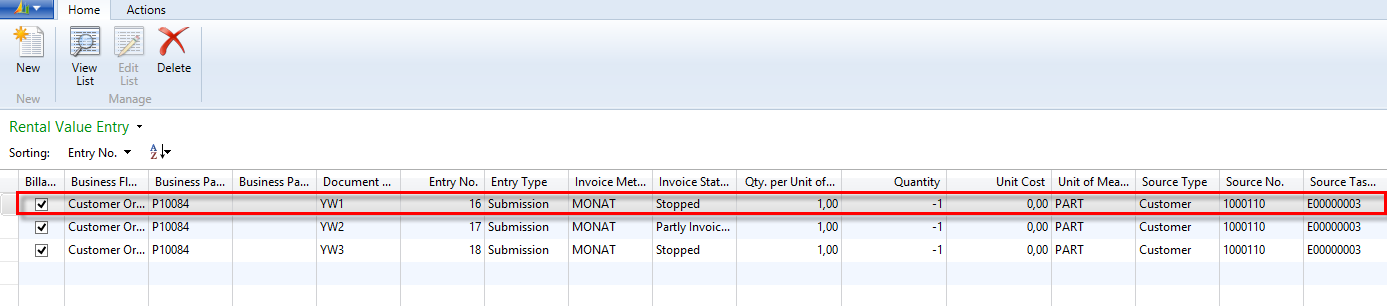 Home Actions
New View List Edit List Delete
New Manage
Rental Value Entry
Sorting: Entry No. A Z
Billa... Business Fl... Business Pa... Business Pa... Document ... Entry No. Entry Type Invoice Met... Invoice Stat... Qty. per Unit of... Quantity Unit Cost Unit of Mea... Source Type Source No. Source Tas...
Customer Or... P10084 YW1 16 Submission MONAT Stopped 1,00 -1 0,00 PART Customer 1000110 E00000003
Customer Or... P10084 YW2 17 Submission MONAT Partly Invoic... 1,00 -1 0,00 PART Customer 1000110 E00000003
Customer Or... P10084 YW3 18 Submission MONAT Stopped 1,00 -1 0,00 PART Customer 1000110 E00000003